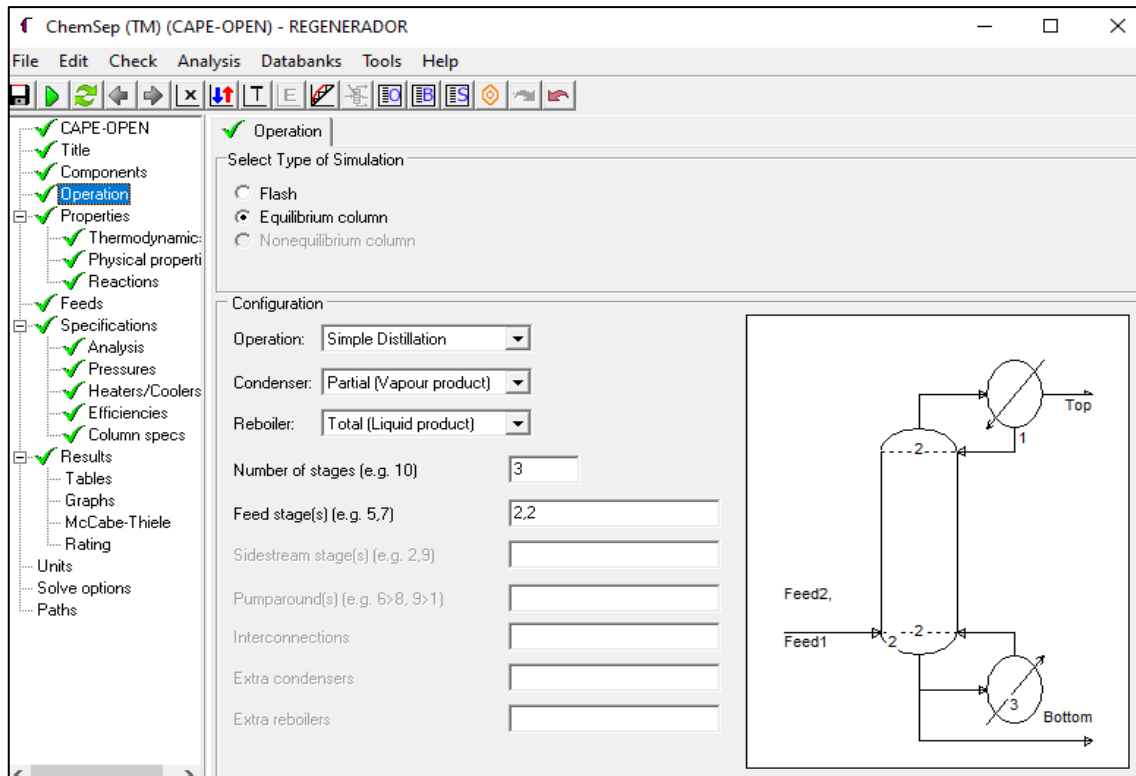 ChemSep (TM) (CAPE-OPEN) - REGENERADOR
File Edit Check Analysis Databanks Tools Help
T E O B S
CAPE-OPEN
Title
Components
Operation
Properties
Thermodynamic:
Physical properti
Reactions
Feeds
Specifications
Analysis
Pressures
Heaters/Coolers
Efficiencies
Column specs
Results
Tables
Graphs
McCabe-Thiele
Rating
Units
Solve options
Paths
Operation
Select Type of Simulation
Flash
Equilibrium column
Nonequilibrium column
Configuration
Operation: Simple Distillation
Condenser: Partial (Vapour product)
Reboiler: Total (Liquid product)
Number of stages (e.g. 10) 3
Feed stage(s) (e.g. 5,7) 2,2
Sidestream stage(s) (e.g. 2,9)
Pumparound(s) (e.g. 6>8, 9>1)
Interconnections
Extra condensers
Extra reboilers
Top
1
2
Feed2,
2
Feed1
2
3
Bottom